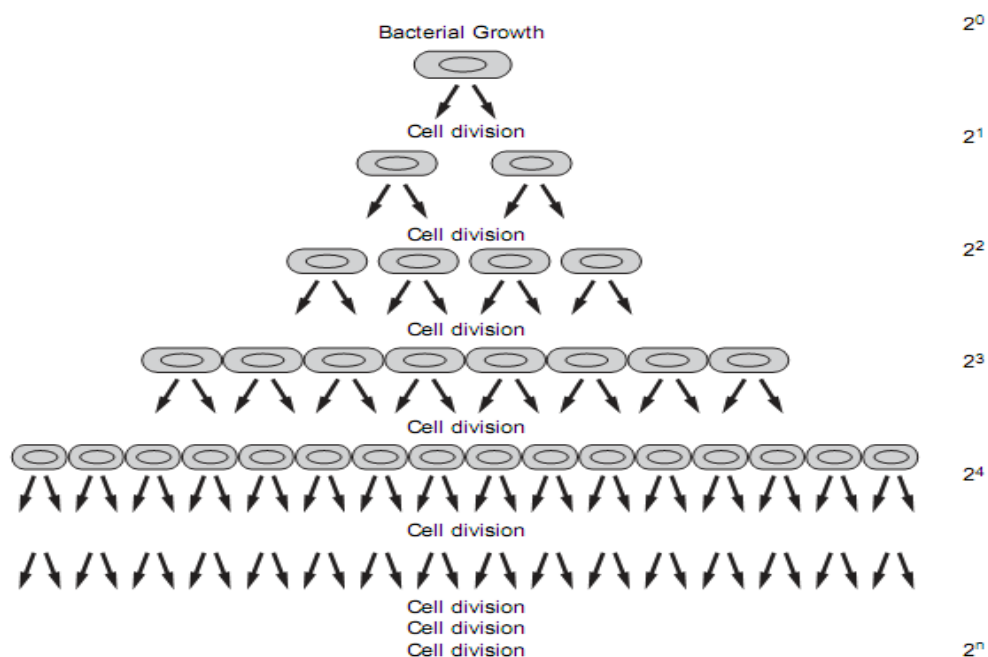 2⁰
Bacterial Growth
Cell division
2¹
Cell division
2²
Cell division
2³
Cell division
2⁴
Cell division
Cell division
Cell division
Cell division
2ⁿ